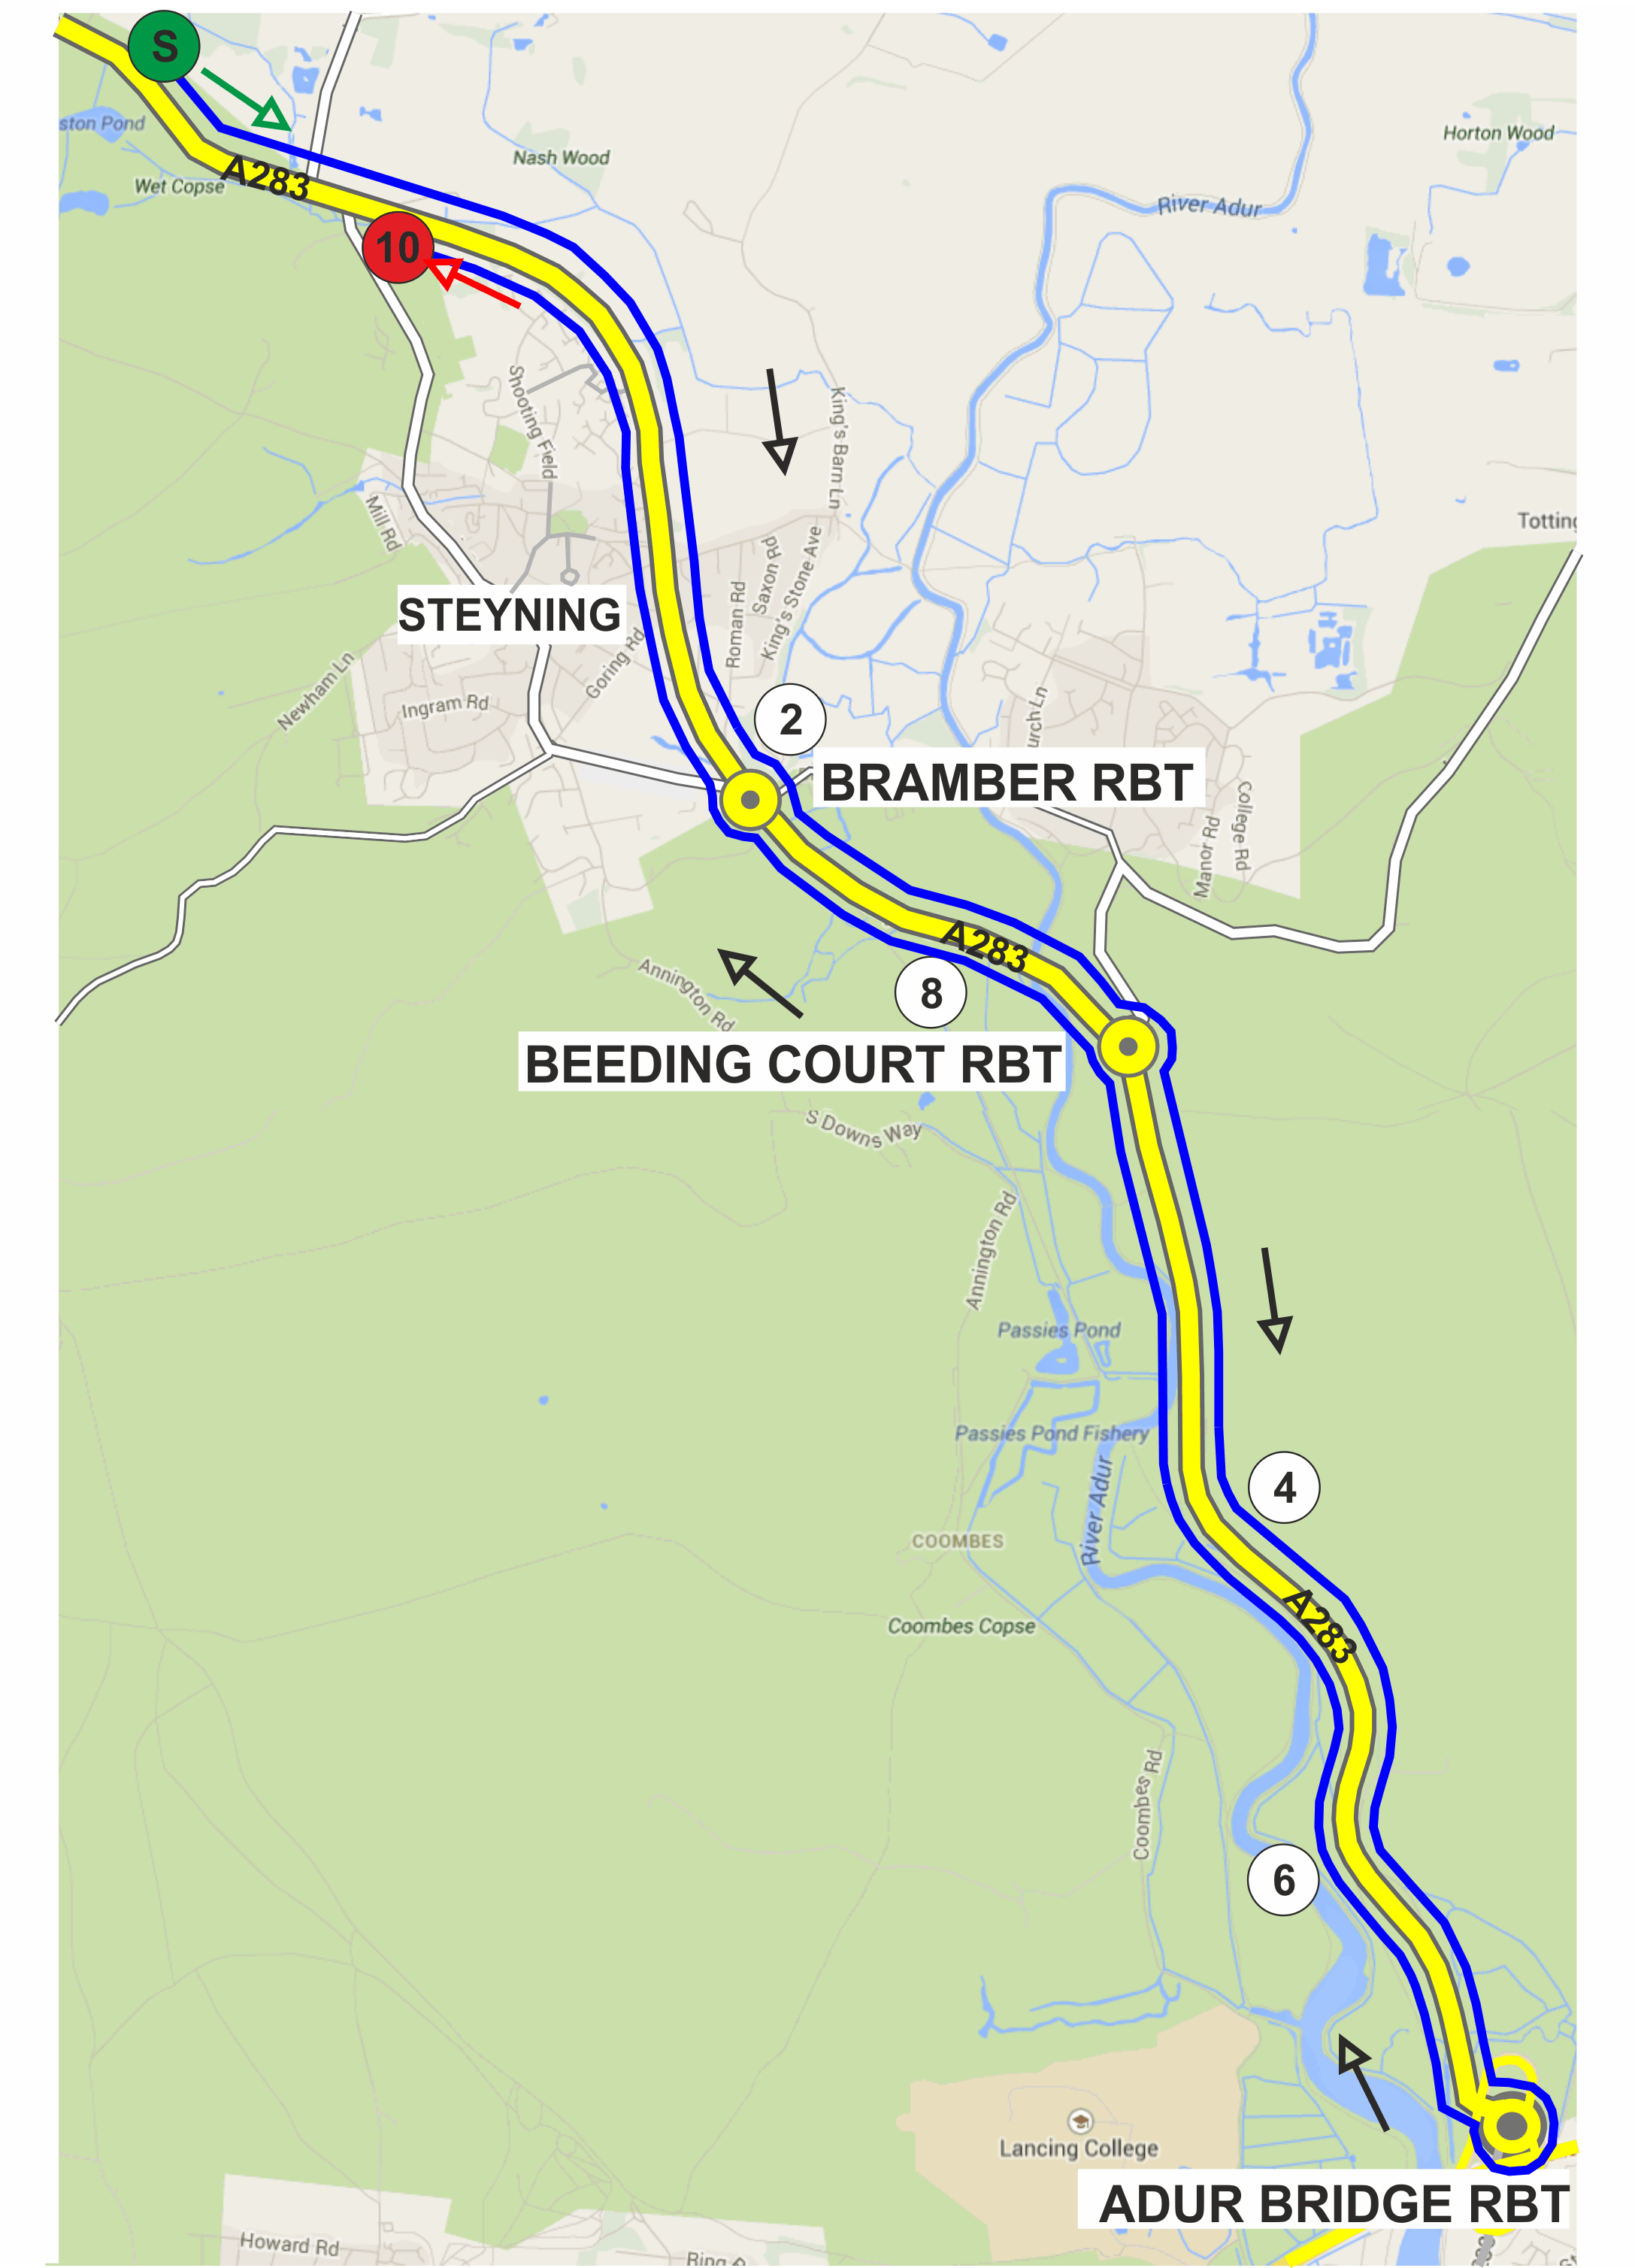 S
ston Pond
Wet Copse
A283
Nash Wood
River Adur
Horton Wood
10
Shooting Field
King's Barn Ln
Mill Rd
Totting
Saxon Rd
King's Stone Ave
Roman Rd
STEYNING
Goring Rd
Newham Ln
Ingram Rd
2
urch Ln
BRAMBER RBT
College Rd
Manor Rd
A283
8
Annington Rd
BEEDING COURT RBT
S Downs Way
Annington Rd
Passies Pond
Passies Pond Fishery
4
River Adur
COOMBES
Coombes Copse
A283
Coombes Rd
6
Lancing College
ADUR BRIDGE RBT
Howard Rd